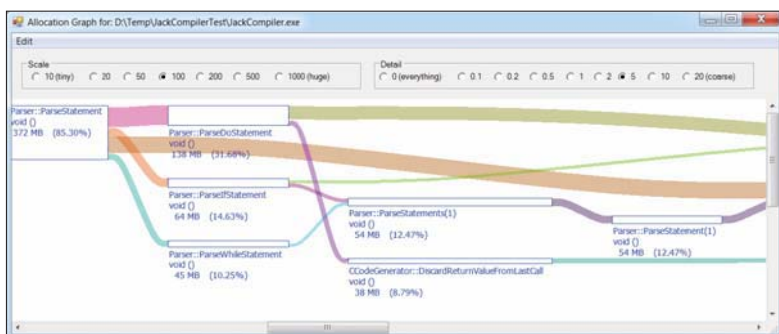 Allocation Graph for: D:\Temp\JackCompilerTest\JackCompiler.exe
Edit
Scale
10 (tiny) 20 50 100 200 500 1000 (huge)
Detail
0 (everything) 0.1 0.2 0.5 1 2 5 10 20 (coarse)
Parser::ParseStatement
void ()
372 MB (85.30%)
Parser::ParseDoStatement
void ()
138 MB (31.68%)
Parser::ParseIfStatement
void ()
64 MB (14.63%)
Parser::ParseWhileStatement
void ()
45 MB (10.25%)
Parser::ParseStatements(1)
void ()
54 MB (12.47%)
CCodeGenerator::DiscardReturnValueFromLastCall
void ()
38 MB (8.79%)
Parser::ParseStatement(1)
void ()
54 MB (12.47%)